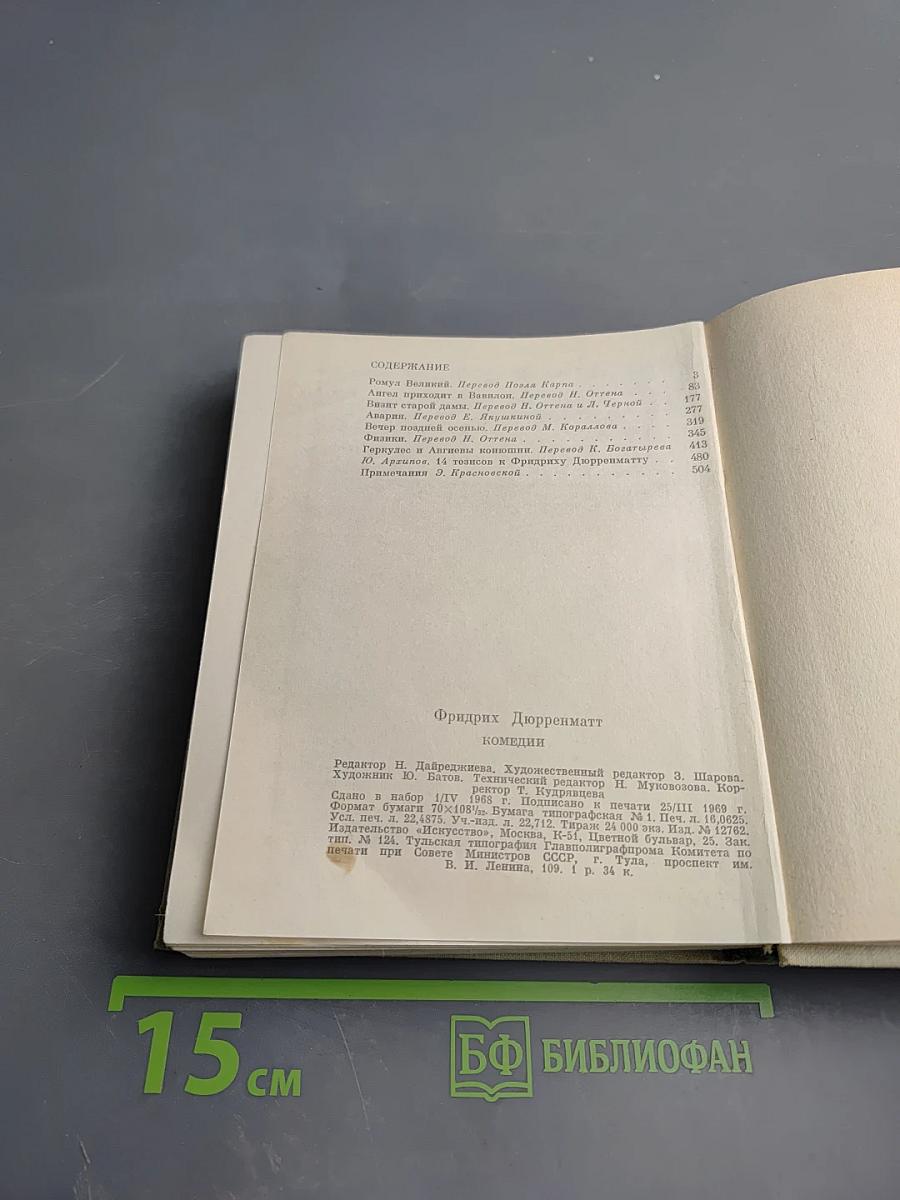 СОДЕРЖАНИЕ
Ромул Великий. Перевод Поэля Карпа . . . . . . . 3
Ангел приходит в Вавилон. Перевод Н. Оттена . . . 83
Визит старой дамы. Перевод Н. Оттена и Л. Черной . . 177
Авария. Перевод Е. Якушкиной . . . . . . . 277
Вечер поздней осенью. Перевод М. Кораллова . . . . 319
Физики. Перевод Н. Оттена . . . . . . . . . . 345
Геркулес и Авгиевы конюшни. Перевод К. Богатырева 413
Ю. Архипов. 14 тезисов к Фридриху Дюрренматту . . 480
Примечания Э. Красновской . . . . . . . . . . . 504
Фридрих Дюрренматт
КОМЕДИИ
Редактор Н. Дайреджиева. Художественный редактор З. Шарова.
Художник Ю. Батов. Технический редактор Н. Муковозова. Кор-
ректор Т. Кудрявцева
Сдано в набор 1/IV 1968 г. Подписано к печати 25/III 1969 г.
Формат бумаги 70×108¹/₃₂. Бумага типографская № 1. Печ. л. 16,0625.
Усл. печ. л. 22,4875. Уч.-изд. л. 22,712. Тираж 24 000 экз. Изд. № 12762.
Издательство «Искусство», Москва, К-51, Цветной бульвар, 25. Зак.
тип. № 124. Тульская типография Главполиграфпрома Комитета по
печати при Совете Министров СССР, г. Тула, проспект им.
В. И. Ленина, 109. 1 р. 34 к.
15 см
БФ БИБЛИОФАН